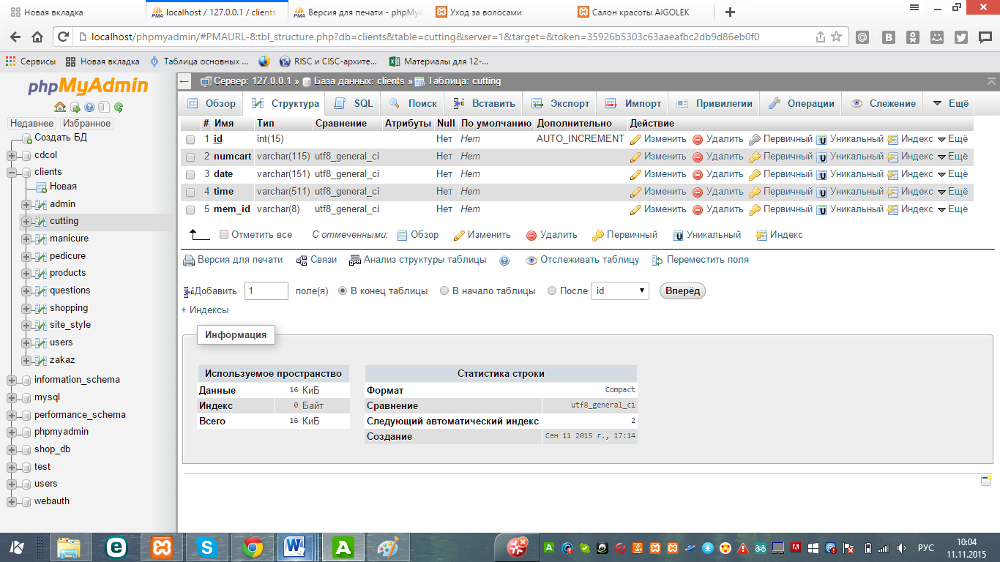 Новая вкладка
localhost / 127.0.0.1 / clients /
Версия для печати - phpMyA
Уход за волосами
Салон красоты AIGOLEK
localhost/phpmyadmin/#PMAURL-8:tbl_structure.php?db=clients&table=cutting&server=1&target=&token=35926b5303c63aaeafbc2db9d86eb0f0
Сервисы Новая вкладка Таблица основных... RISC и CISC-архите... Материалы для 12-...
phpMyAdmin
Недавнее Избранное
Создать БД
cdcol
clients
Новая
admin
cutting
manicure
pedicure
products
questions
shopping
site_style
users
zakaz
information_schema
mysql
performance_schema
phpmyadmin
shop_db
test
users
webauth
Сервер: 127.0.0.1 » База данных: clients » Таблица: cutting
Обзор Структура SQL Поиск Вставить Экспорт Импорт Привилегии Операции Слежение Ещё
# Имя Тип Сравнение Атрибуты Null По умолчанию Дополнительно Действие
1 id int(15) Нет Нет AUTO_INCREMENT Изменить Удалить Первичный Уникальный Индекс Ещё
2 numcart varchar(115) utf8_general_ci Нет Нет Изменить Удалить Первичный Уникальный Индекс Ещё
3 date varchar(151) utf8_general_ci Нет Нет Изменить Удалить Первичный Уникальный Индекс Ещё
4 time varchar(511) utf8_general_ci Нет Нет Изменить Удалить Первичный Уникальный Индекс Ещё
5 mem_id varchar(8) utf8_general_ci Нет Нет Изменить Удалить Первичный Уникальный Индекс Ещё
Отметить все С отмеченными: Обзор Изменить Удалить Первичный Уникальный Индекс
Версия для печати Связи Анализ структуры таблицы Отслеживать таблицу Переместить поля
Добавить 1 поле(я) В конец таблицы В начало таблицы После id Вперёд
+ Индексы
Информация
Используемое пространство
Данные 16 КиБ
Индекс 0 Байт
Всего 16 КиБ
Статистика строки
Формат Compact
Сравнение utf8_general_ci
Следующий автоматический индекс 2
Создание Сен 11 2015 г., 17:14
РУС
10:04
11.11.2015